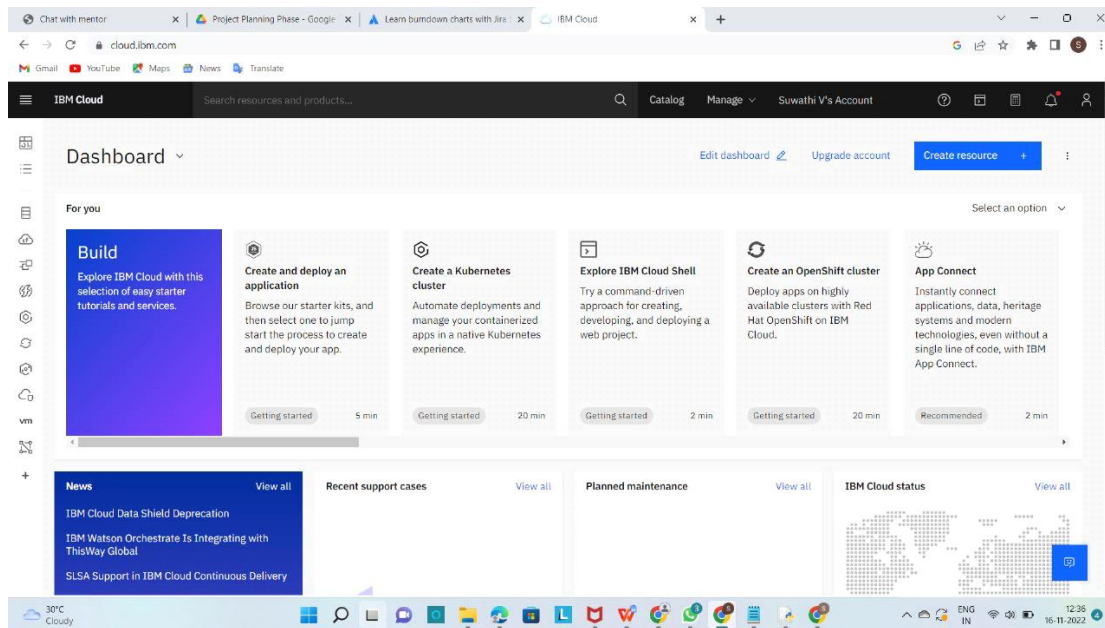 Chat with mentor
Project Planning Phase - Google
Learn burndown charts with Jira
IBM Cloud
cloud.ibm.com
G
S
Gmail
YouTube
Maps
News
Translate
IBM Cloud
Search resources and products...
Catalog
Manage
Suwathi V's Account
Dashboard
Edit dashboard
Upgrade account
Create resource +
For you
Select an option
Build
Explore IBM Cloud with this
selection of easy starter
tutorials and services.
Create and deploy an
application
Browse our starter kits, and
then select one to jump
start the process to create
and deploy your app.
Getting started
5 min
Create a Kubernetes
cluster
Automate deployments and
manage your containerized
apps in a native Kubernetes
experience.
Getting started
20 min
Explore IBM Cloud Shell
Try a command-driven
approach for creating,
developing, and deploying a
web project.
Getting started
2 min
Create an OpenShift cluster
Deploy apps on highly
available clusters with Red
Hat OpenShift on IBM
Cloud.
Getting started
20 min
App Connect
Instantly connect
applications, data, heritage
systems and modern
technologies, even without a
single line of code, with IBM
App Connect.
Recommended
2 min
vm
News
View all
IBM Cloud Data Shield Deprecation
IBM Watson Orchestrate Is Integrating with
ThisWay Global
SLSA Support in IBM Cloud Continuous Delivery
Recent support cases
View all
Planned maintenance
View all
IBM Cloud status
View all
30°C
Cloudy
L
W
ENG
IN
12:36
16-11-2022